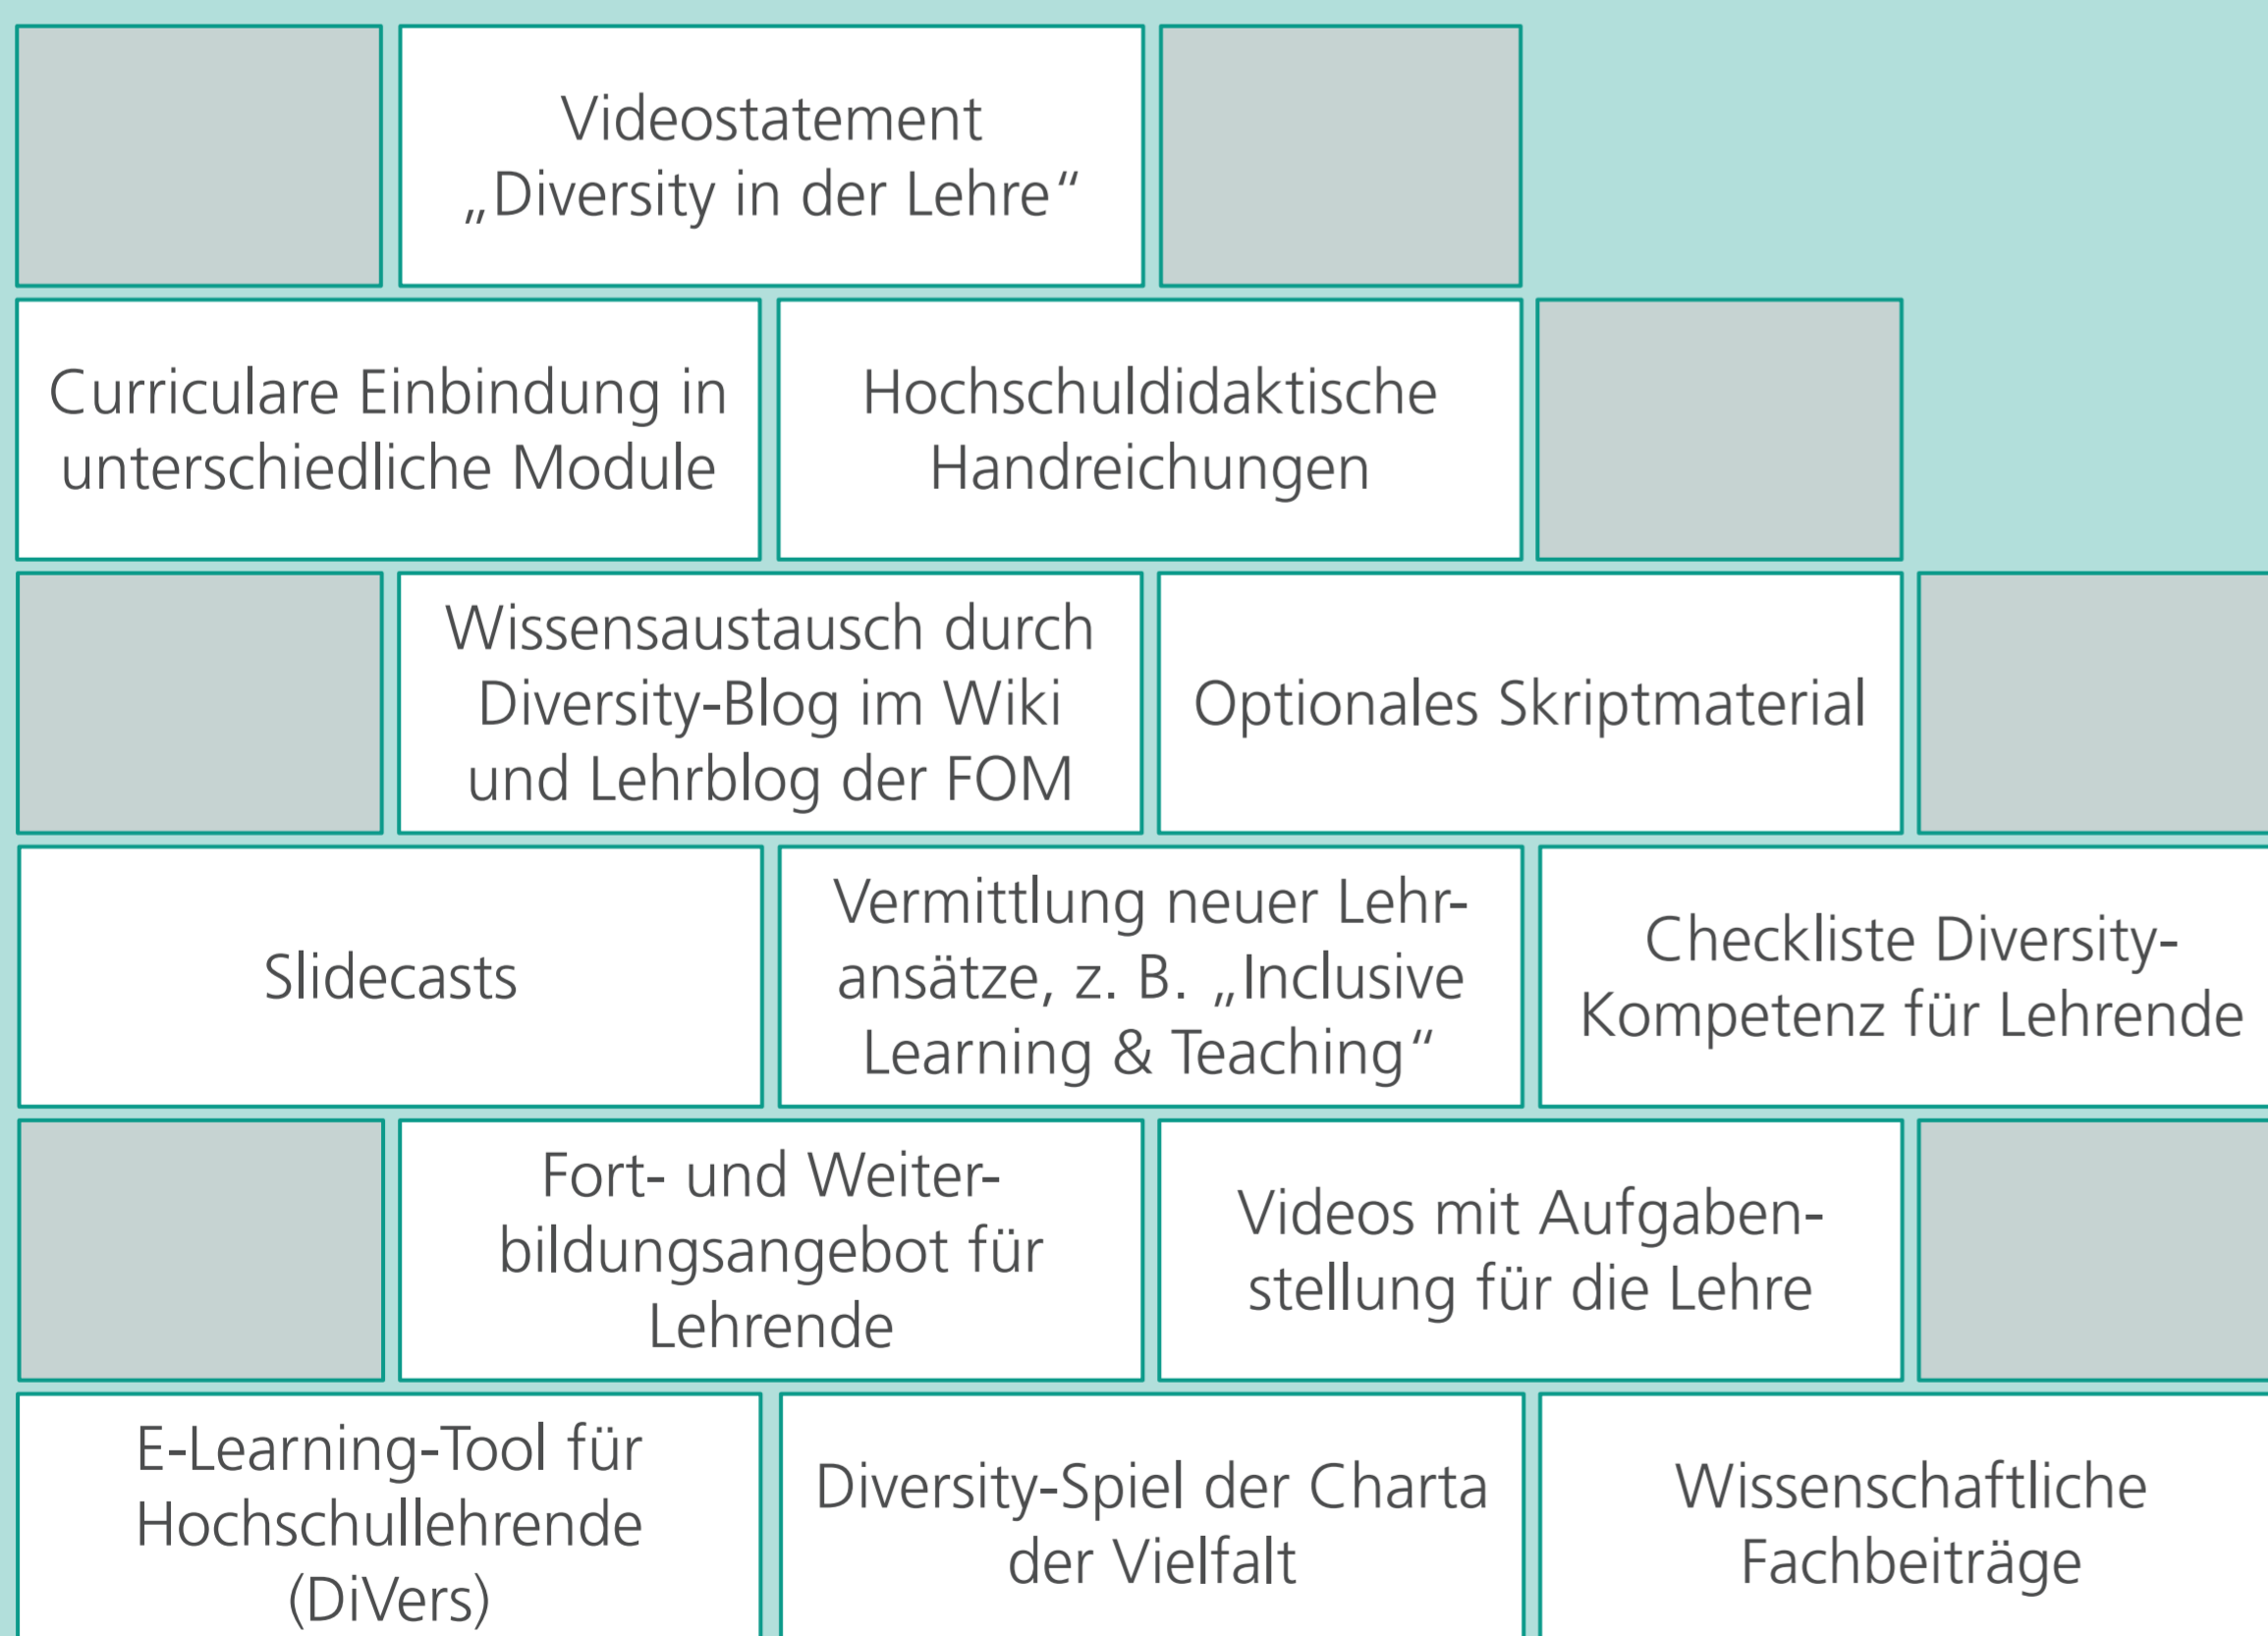 Videostatement
„Diversity in der Lehre“
Curriculare Einbindung in
unterschiedliche Module
Hochschuldidaktische
Handreichungen
Wissensaustausch durch
Diversity-Blog im Wiki
und Lehrblog der FOM
Optionales Skriptmaterial
Slidecasts
Vermittlung neuer Lehr-
ansätze, z. B. „Inclusive
Learning & Teaching“
Checkliste Diversity-
Kompetenz für Lehrende
Fort- und Weiter-
bildungsangebot für
Lehrende
Videos mit Aufgaben-
stellung für die Lehre
E-Learning-Tool für
Hochschullehrende
(DiVers)
Diversity-Spiel der Charta
der Vielfalt
Wissenschaftliche
Fachbeiträge